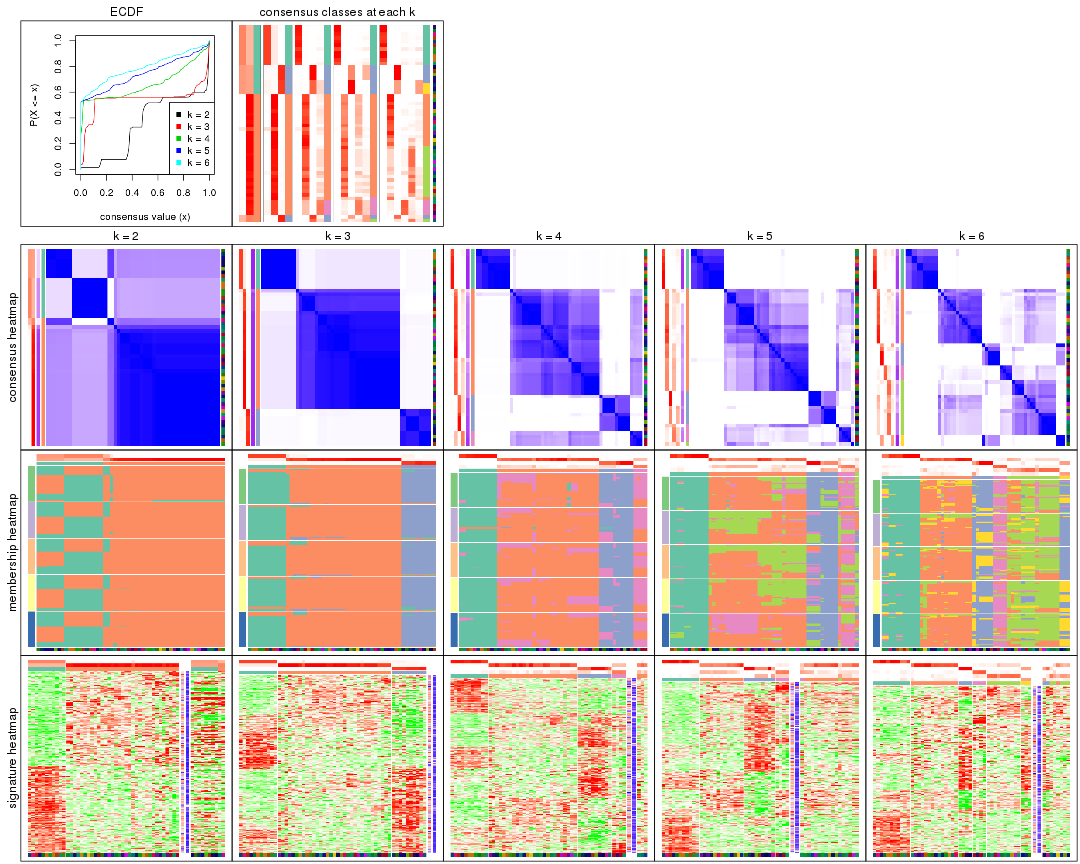 ECDF
consensus classes at each k
P(X <= x)
1.0
0.8
0.6
0.4
0.2
0.0
k = 2
k = 3
k = 4
k = 5
k = 6
0.0 0.2 0.4 0.6 0.8 1.0
consensus value (x)
k = 2 k = 3 k = 4 k = 5 k = 6
consensus heatmap
membership heatmap
signature heatmap